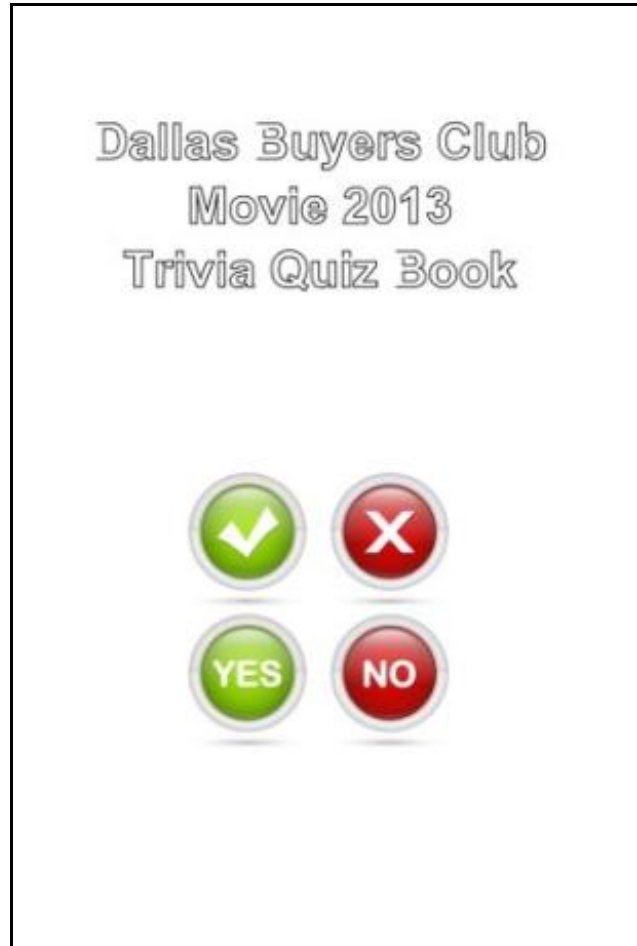 Dallas Buyers Club
Movie 2013
Trivia Quiz Book
X
YES NO